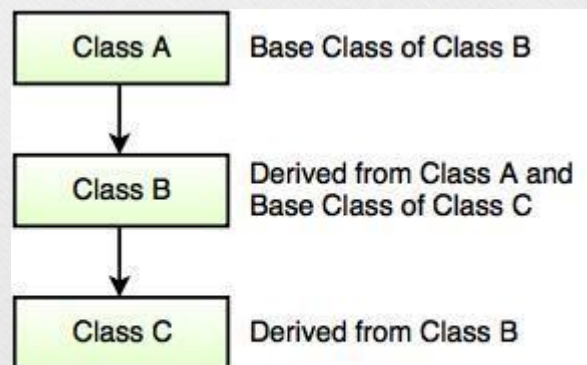 Class A
Base Class of Class B
Class B
Derived from Class A and
Base Class of Class C
Class C
Derived from Class B